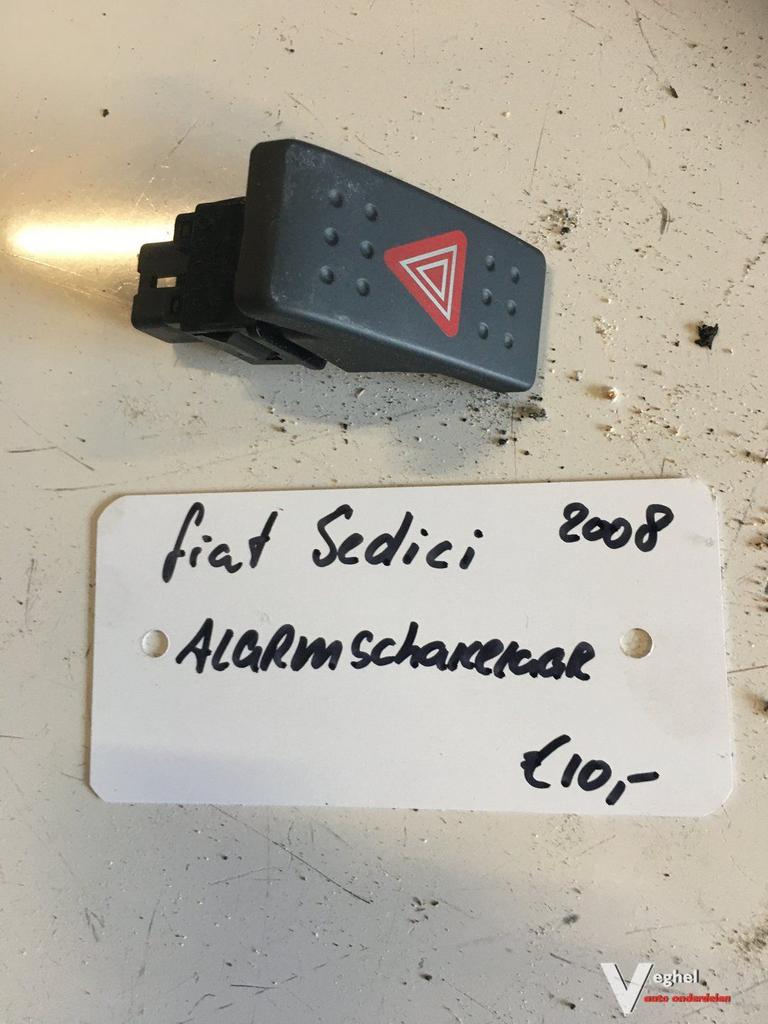 fiat Sedici 2008
ALARMSchakelaar
€10,-
Veghel
auto onderdelen